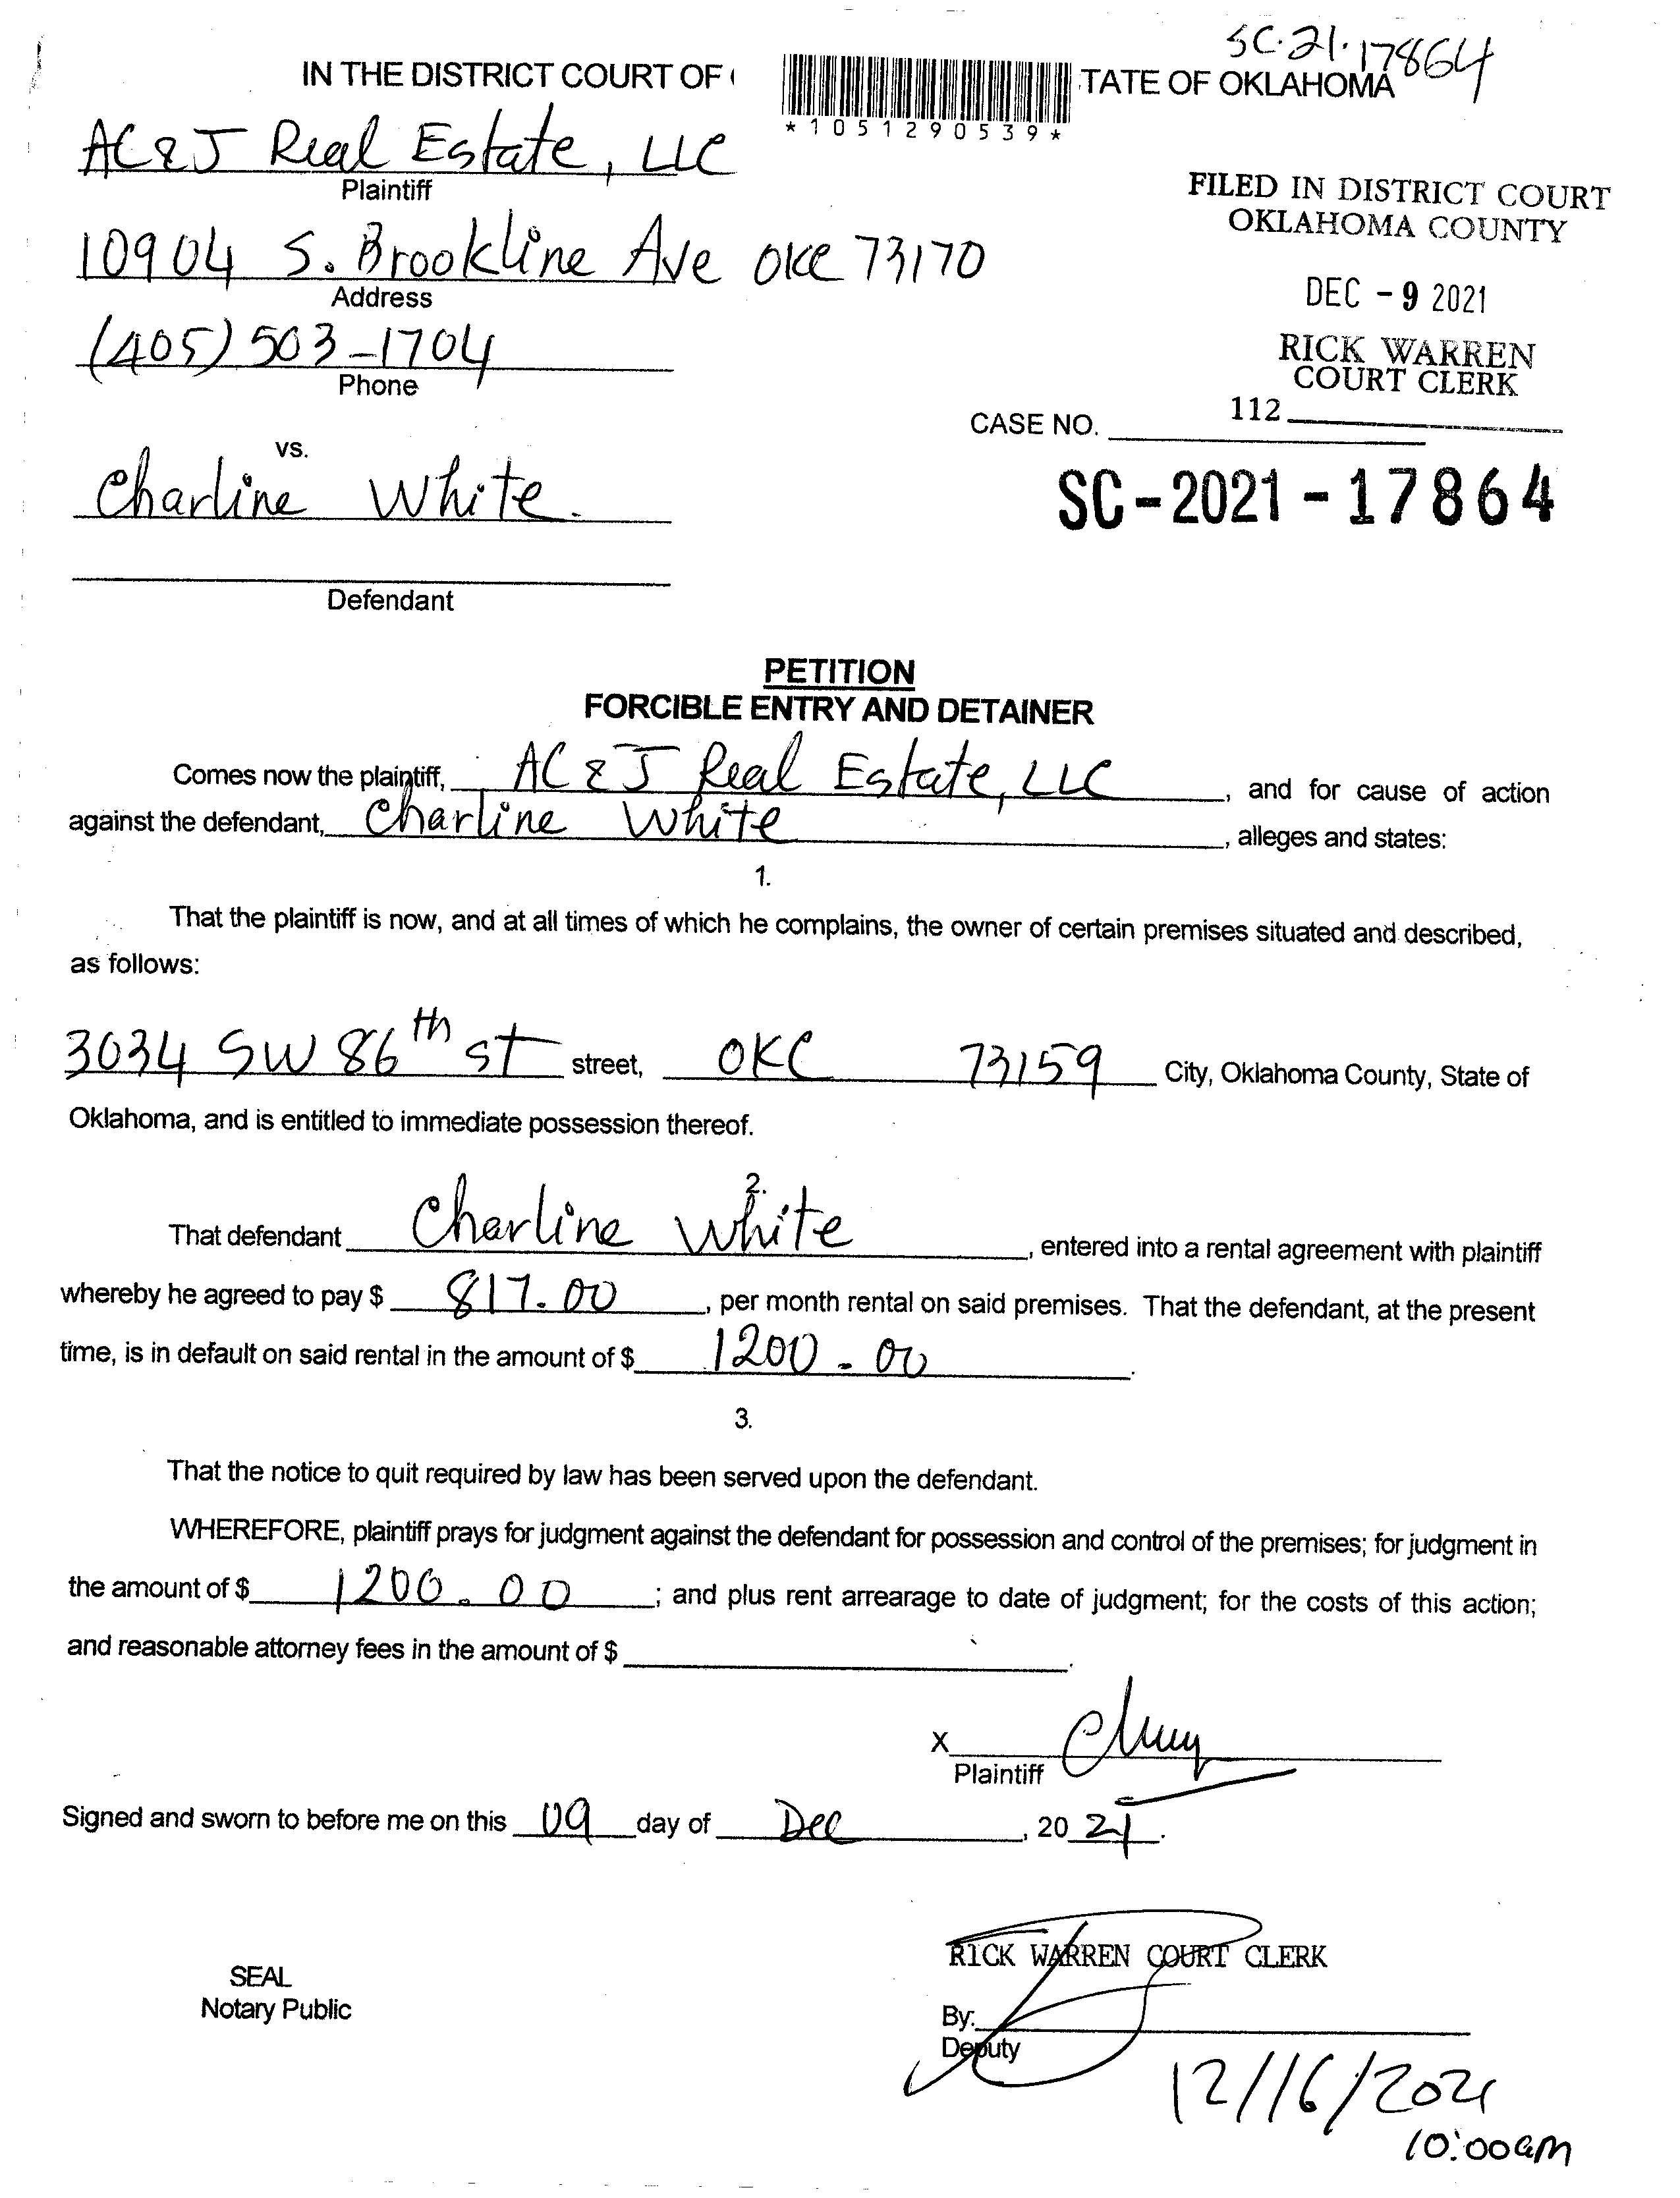 SC.21.17864
IN THE DISTRICT COURT OF TATE OF OKLAHOMA
*1051290539*
AC&J Real Estate, LLC
Plaintiff
FILED IN DISTRICT COURT
OKLAHOMA COUNTY
10904 S. Brookline Ave OKC 73170
Address
DEC - 9 2021
(405) 503-1704
Phone
RICK WARREN
COURT CLERK
CASE NO. 112
vs.
Charline White.
SC-2021-17864
Defendant
PETITION
FORCIBLE ENTRY AND DETAINER
Comes now the plaintiff, AC & J Real Estate, LLC, and for cause of action
against the defendant, Charline White, alleges and states:
1.
That the plaintiff is now, and at all times of which he complains, the owner of certain premises situated and described,
as follows:
3034 SW 86th st street, OKC 73159 City, Oklahoma County, State of
Oklahoma, and is entitled to immediate possession thereof.
2.
That defendant Charline White, entered into a rental agreement with plaintiff
whereby he agreed to pay $ 817.00, per month rental on said premises. That the defendant, at the present
time, is in default on said rental in the amount of $ 1200.00.
3.
That the notice to quit required by law has been served upon the defendant.
WHEREFORE, plaintiff prays for judgment against the defendant for possession and control of the premises; for judgment in
the amount of $ 1200.00; and plus rent arrearage to date of judgment; for the costs of this action;
and reasonable attorney fees in the amount of $ .
X
Plaintiff
Signed and sworn to before me on this 09 day of Dec, 20 21.
RICK WARREN COURT CLERK
SEAL
Notary Public
By:
Deputy
12/16/2021
10:00am